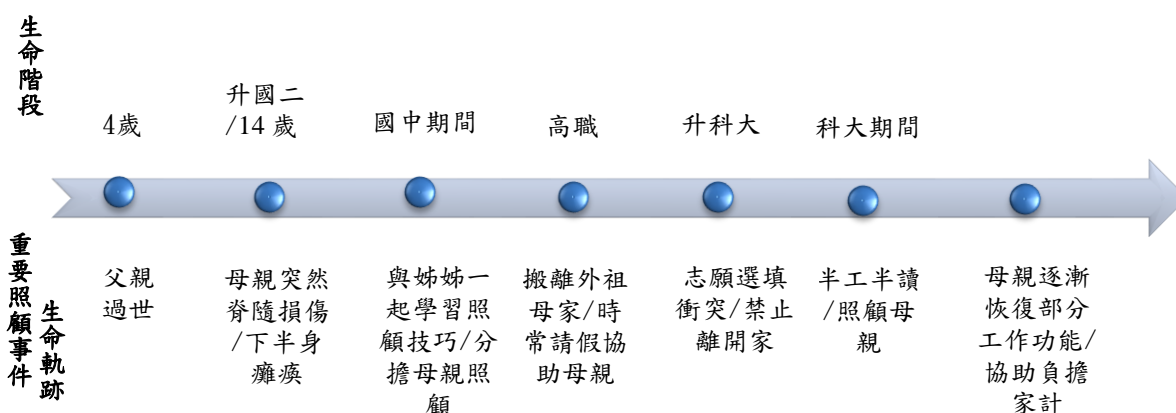 生命階段
4歲
升國二
/14 歲
國中期間
高職
升科大
科大期間
重要照顧事件
生命軌跡
父親
過世
母親突然
脊隨損傷
/下半身
癱瘓
與姊姊一
起學習照
顧技巧/分
擔母親照
顧
搬離外祖
母家/時
常請假協
助母親
志願選填
衝突/禁止
離開家
半工半讀
/照顧母
親
母親逐漸
恢復部分
工作功能/
協助負擔
家計